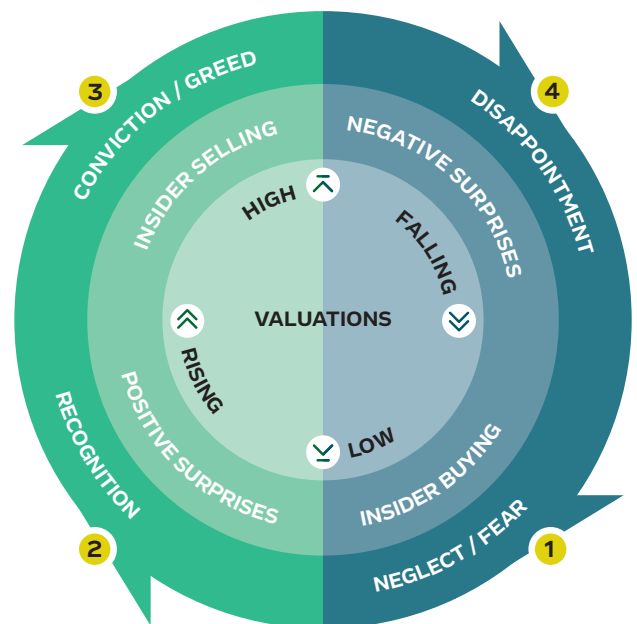 3
CONVICTION / GREED
4
DISAPPOINTMENT
INSIDER SELLING
NEGATIVE SURPRISES
HIGH
FALLING
VALUATIONS
RISING
LOW
RECOGNITION
POSITIVE SURPRISES
INSIDER BUYING
NEGLECT / FEAR
2
1